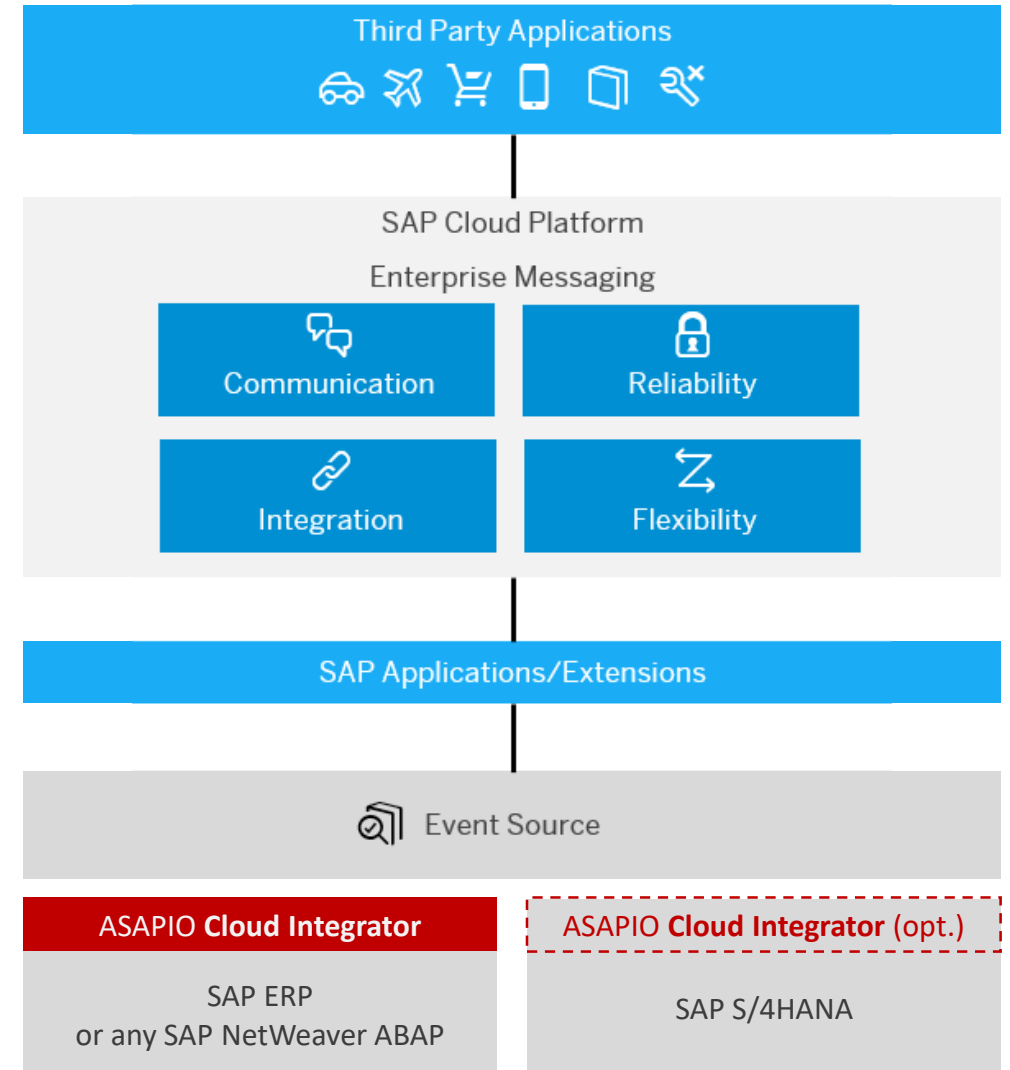 Third Party Applications
SAP Cloud Platform
Enterprise Messaging
Communication
Reliability
Integration
Flexibility
SAP Applications/Extensions
Event Source
ASAPIO Cloud Integrator
ASAPIO Cloud Integrator (opt.)
SAP ERP
or any SAP NetWeaver ABAP
SAP S/4HANA